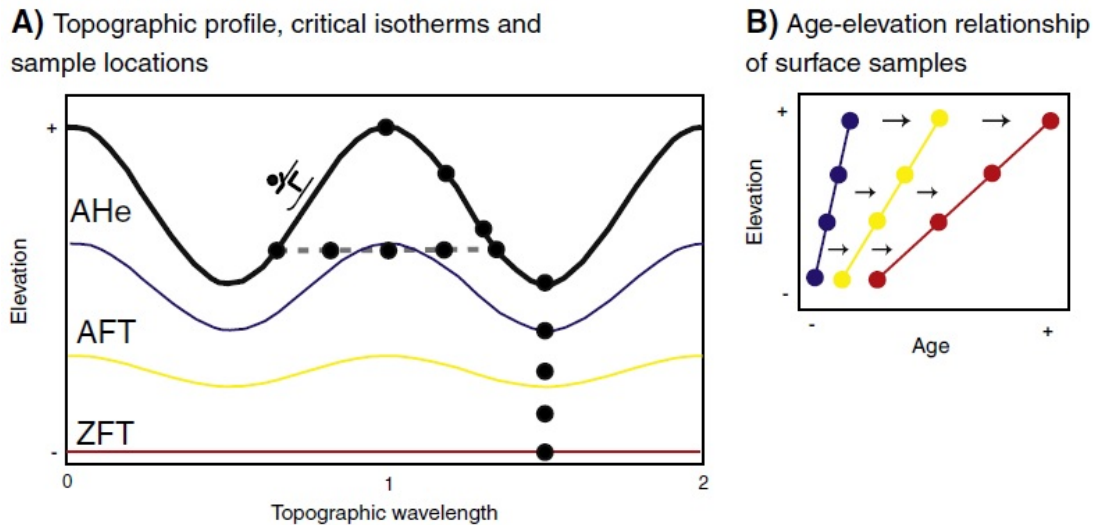 A) Topographic profile, critical isotherms and
sample locations
B) Age-elevation relationship
of surface samples
+
AHe
AFT
ZFT
-
Elevation
0
1
2
Topographic wavelength
+
-
Elevation
-
+
Age